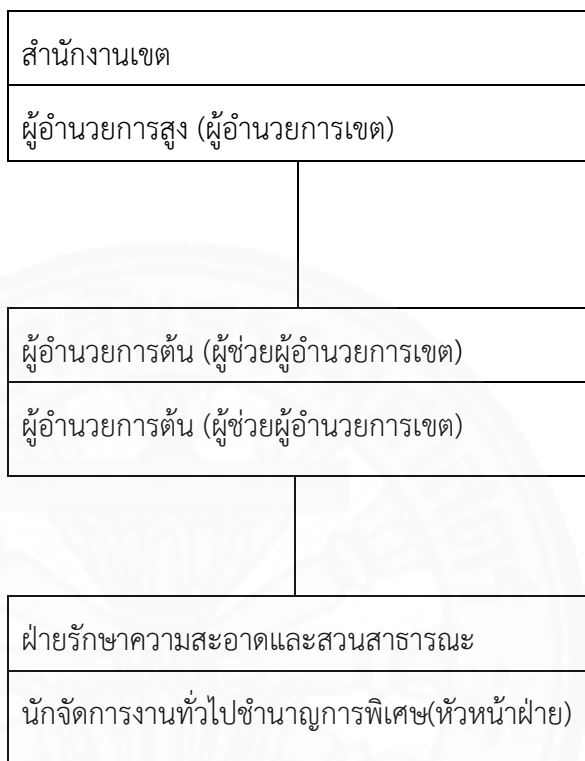 สำนักงานเขต
ผู้อำนวยการสูง (ผู้อำนวยการเขต)
ผู้อำนวยการต้น (ผู้ช่วยผู้อำนวยการเขต)
ผู้อำนวยการต้น (ผู้ช่วยผู้อำนวยการเขต)
ฝ่ายรักษาความสะอาดและสวนสาธารณะ
นักจัดการงานทั่วไปชำนาญการพิเศษ(หัวหน้าฝ่าย)